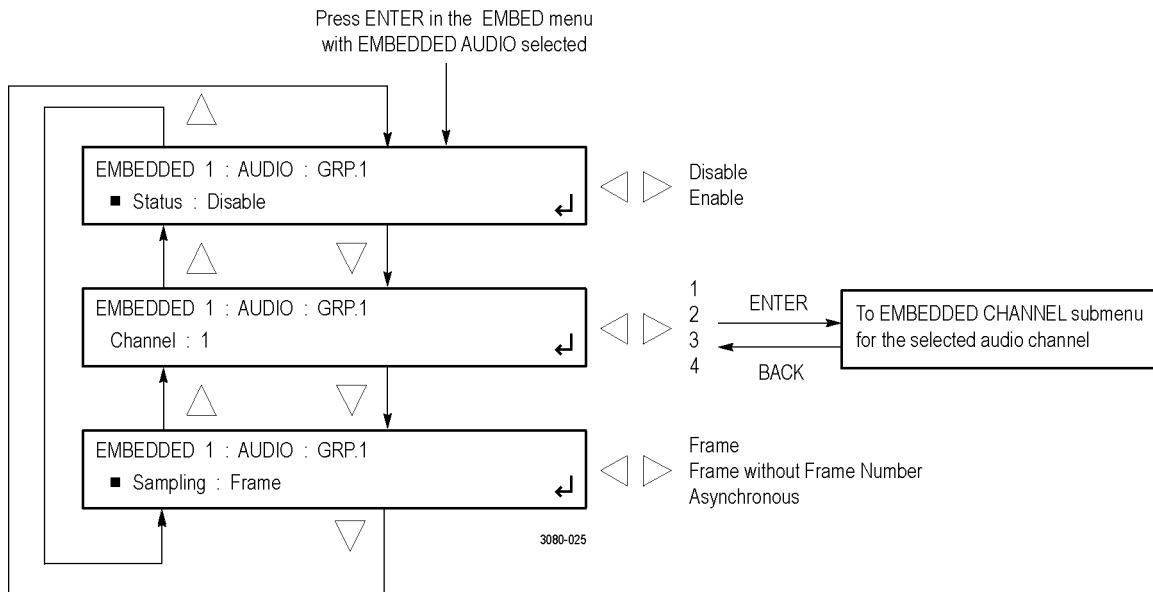 Press ENTER in the EMBED menu
with EMBEDDED AUDIO selected
EMBEDDED 1 : AUDIO : GRP.1
■ Status : Disable
Disable
Enable
EMBEDDED 1 : AUDIO : GRP.1
Channel : 1
1
2
3
4
ENTER
BACK
To EMBEDDED CHANNEL submenu
for the selected audio channel
EMBEDDED 1 : AUDIO : GRP.1
■ Sampling : Frame
Frame
Frame without Frame Number
Asynchronous
3080-025